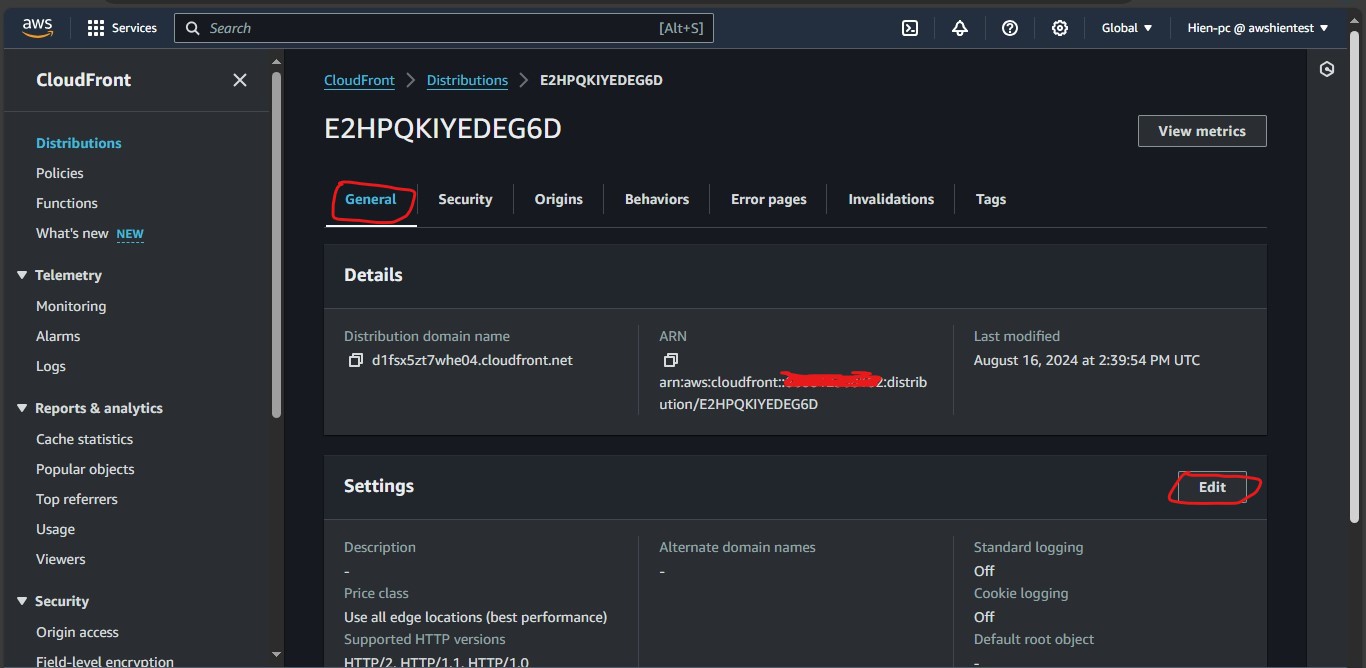 aws
Services
Search
[Alt+S]
Global
Hien-pc @ awshientest
CloudFront
Distributions
Policies
Functions
What's new NEW
Telemetry
Monitoring
Alarms
Logs
Reports & analytics
Cache statistics
Popular objects
Top referrers
Usage
Viewers
Security
Origin access
Field-level encryption
CloudFront
Distributions
E2HPQKIYEDEG6D
E2HPQKIYEDEG6D
View metrics
General
Security
Origins
Behaviors
Error pages
Invalidations
Tags
Details
Distribution domain name
d1fsx5zt7whe04.cloudfront.net
ARN
arn:aws:cloudfront:: 2:distrib
ution/E2HPQKIYEDEG6D
Last modified
August 16, 2024 at 2:39:54 PM UTC
Settings
Edit
Description
-
Price class
Use all edge locations (best performance)
Supported HTTP versions
HTTP/2, HTTP/1.1, HTTP/1.0
Alternate domain names
-
Standard logging
Off
Cookie logging
Off
Default root object
-